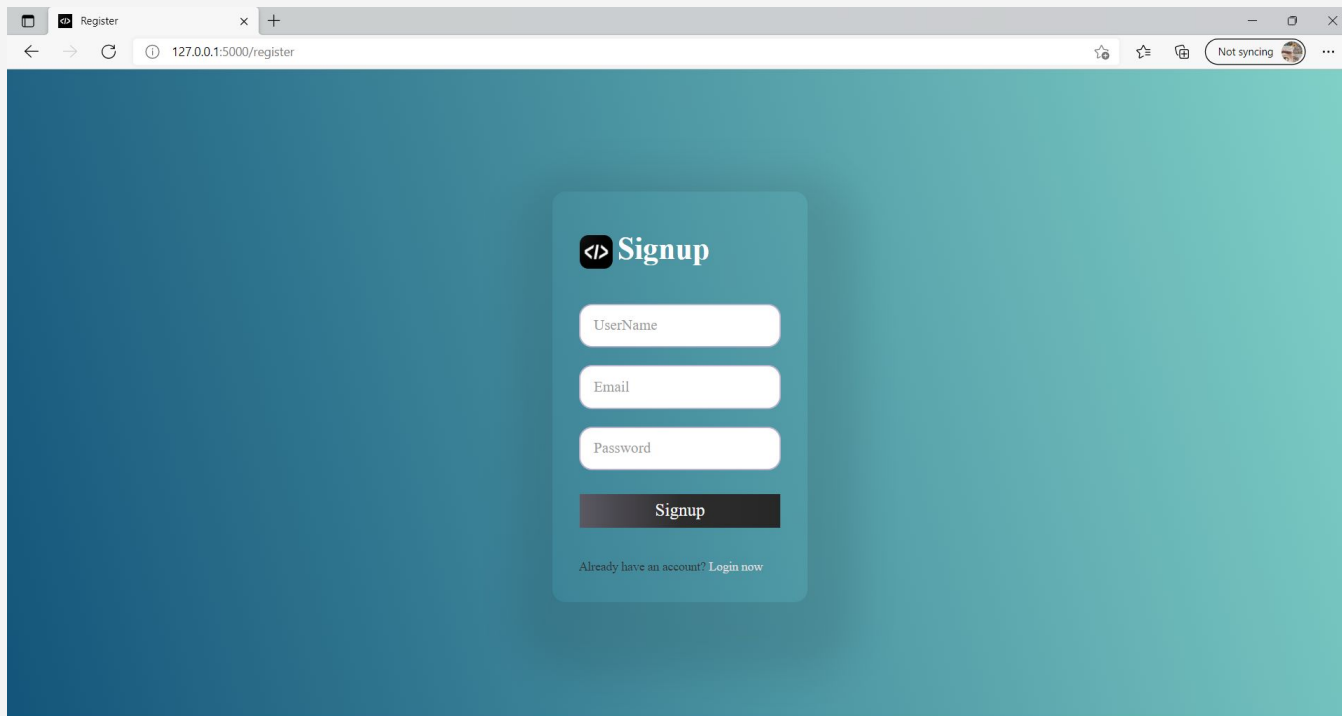 Register
127.0.0.1:5000/register
Not syncing
</> Signup
UserName
Email
Password
Signup
Already have an account? Login now